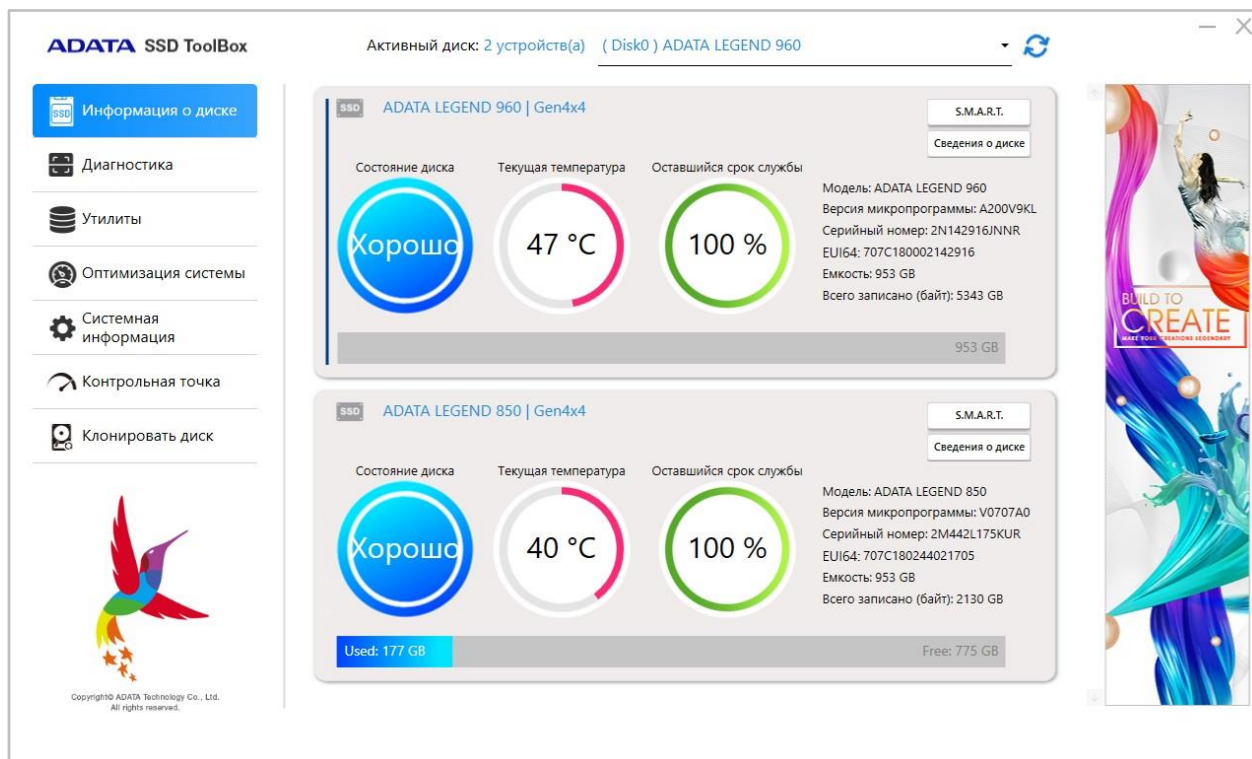 ADATA SSD ToolBox
Активный диск: 2 устройств(а) ( Disk0 ) ADATA LEGEND 960
Информация о диске
Диагностика
Утилиты
Оптимизация системы
Системная
информация
Контрольная точка
Клонировать диск
Copyright© ADATA Technology Co., Ltd.
All rights reserved.
SSD ADATA LEGEND 960 | Gen4x4
S.M.A.R.T.
Сведения о диске
Состояние диска Текущая температура Оставшийся срок службы
Хорошо 47 °C 100 %
Модель: ADATA LEGEND 960
Версия микропрограммы: A200V9KL
Серийный номер: 2N142916JNNR
EUI64: 707C180002142916
Емкость: 953 GB
Всего записано (байт): 5343 GB
953 GB
SSD ADATA LEGEND 850 | Gen4x4
S.M.A.R.T.
Сведения о диске
Состояние диска Текущая температура Оставшийся срок службы
Хорошо 40 °C 100 %
Модель: ADATA LEGEND 850
Версия микропрограммы: V0707A0
Серийный номер: 2M442L175KUR
EUI64: 707C180244021705
Емкость: 953 GB
Всего записано (байт): 2130 GB
Used: 177 GB Free: 775 GB
BUILD TO
CREATE
MAKE YOUR CREATIONS LEGENDARY